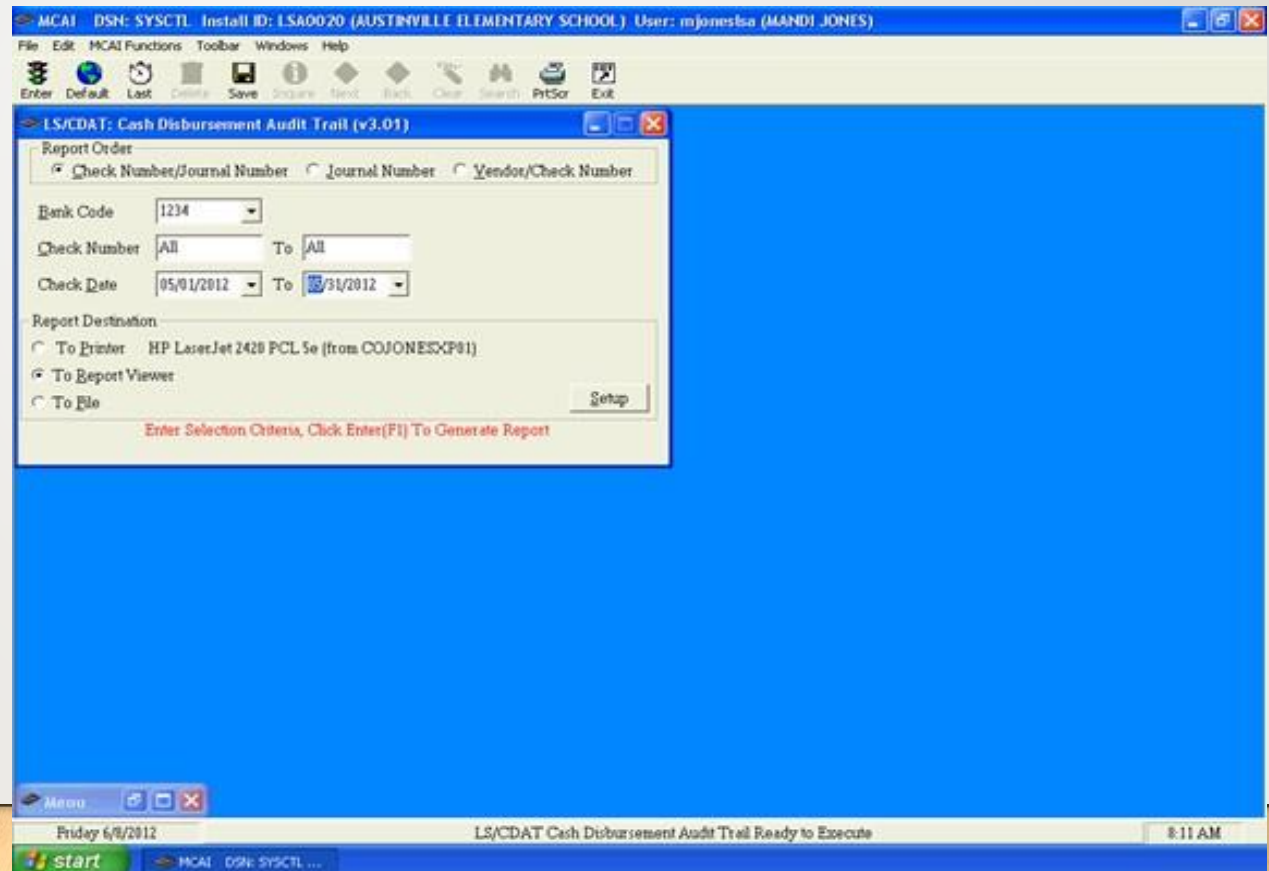 MCAI DSN: SYSCTL Install ID: LSA0020 (AUSTINVILLE ELEMENTARY SCHOOL) User: mjoneslsa (MANDI JONES)
File Edit MCAI Functions Toolbar Windows Help
Enter Default Last Delete Save Inquire Next Back Clear Search PrtScr Exit
LS/CDAT: Cash Disbursement Audit Trail (v3.01)
Report Order
Check Number/Journal Number Journal Number Vendor/Check Number
Bank Code 1234
Check Number All To All
Check Date 05/01/2012 To 05/31/2012
Report Destination
To Printer HP LaserJet 2420 PCL 5e (from COJONESXP01)
To Report Viewer
To File Setup
Enter Selection Criteria, Click Enter(F1) To Generate Report
Menu
Friday 6/8/2012 LS/CDAT Cash Disbursement Audit Trail Ready to Execute 8:11 AM
start MCAI DSN: SYSCTL ...